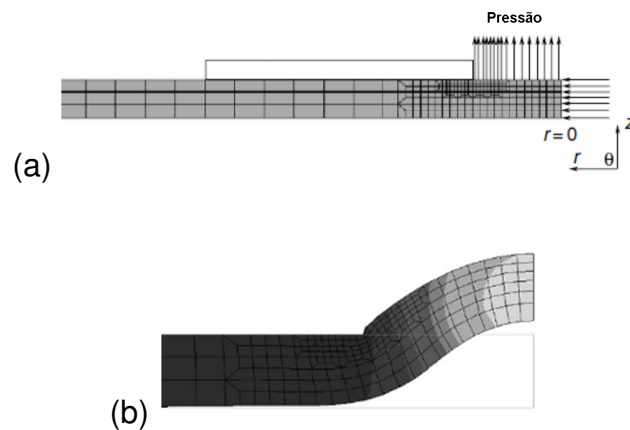 Pressão
r=0
z
r θ
(a)
(b)